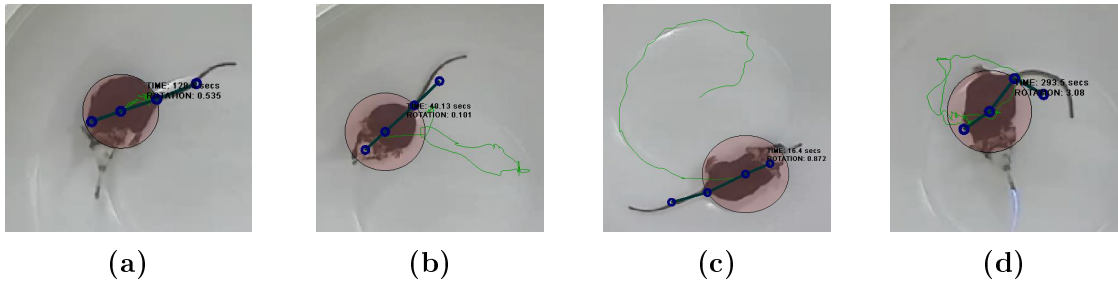 TIME: 129. secs
ROTATION: 0.535
TIME: 40.13 secs
ROTATION: 0.101
TIME: 16.4 secs
ROTATION: 0.872
TIME: 293.5 secs
ROTATION: 3.08
(a)
(b)
(c)
(d)